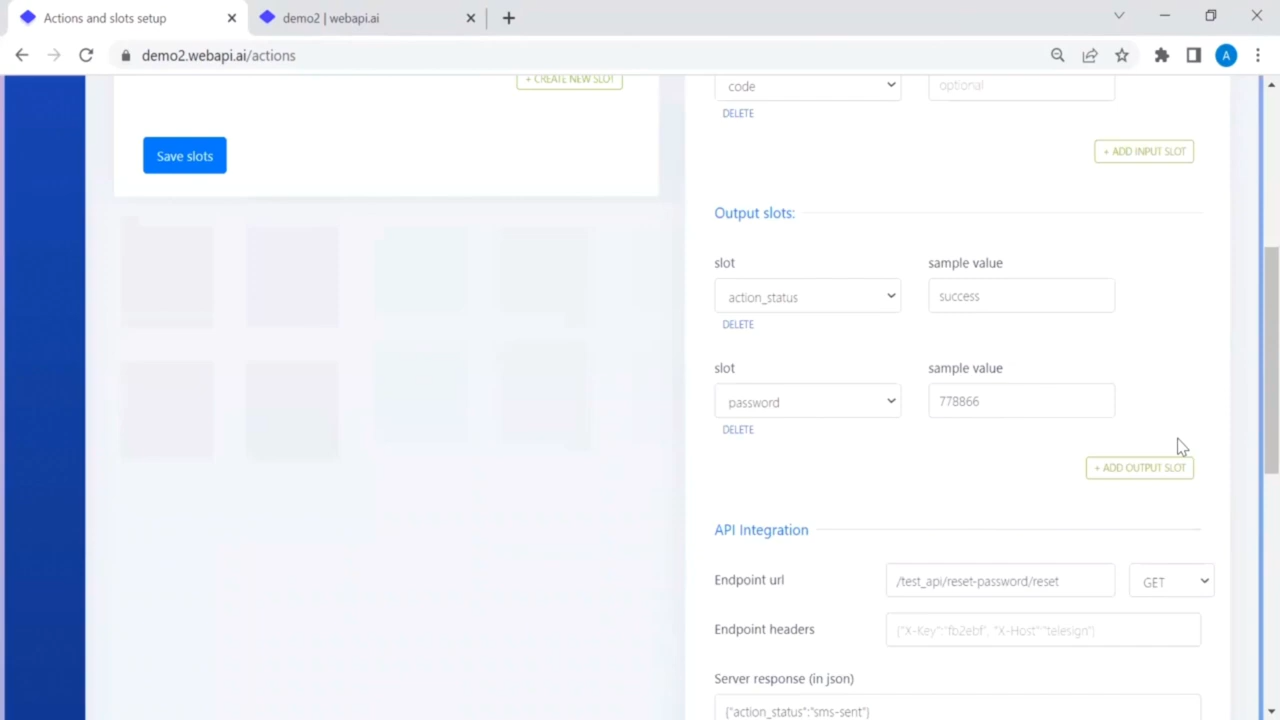 Actions and slots setup
demo2 | webapi.ai
demo2.webapi.ai/actions
A
+ CREATE NEW SLOT
Save slots
code
optional
DELETE
+ ADD INPUT SLOT
Output slots:
slot
sample value
action_status
success
DELETE
slot
sample value
password
778866
DELETE
+ ADD OUTPUT SLOT
API Integration
Endpoint url
/test_api/reset-password/reset
GET
Endpoint headers
{"X-Key":"fb2ebf", "X-Host":"telesign"}
Server response (in json)
{"action_status":"sms-sent"}